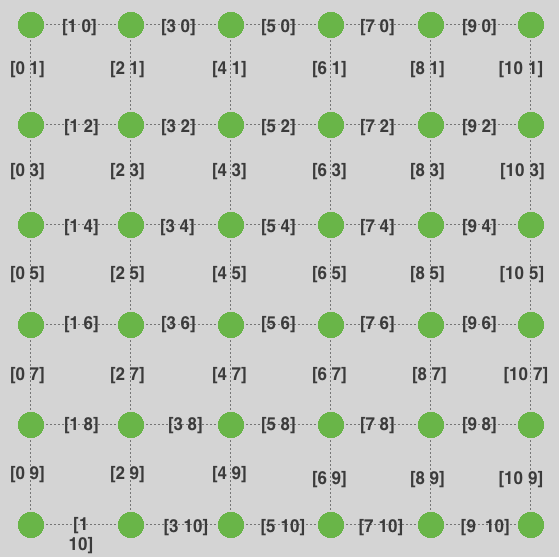 [1 0] [3 0] [5 0] [7 0] [9 0]
[0 1] [2 1] [4 1] [6 1] [8 1] [10 1]
[1 2] [3 2] [5 2] [7 2] [9 2]
[0 3] [2 3] [4 3] [6 3] [8 3] [10 3]
[1 4] [3 4] [5 4] [7 4] [9 4]
[0 5] [2 5] [4 5] [6 5] [8 5] [10 5]
[1 6] [3 6] [5 6] [7 6] [9 6]
[0 7] [2 7] [4 7] [6 7] [8 7] [10 7]
[1 8] [3 8] [5 8] [7 8] [9 8]
[0 9] [2 9] [4 9] [6 9] [8 9] [10 9]
[1 [3 10] [5 10] [7 10] [9 10]
10]